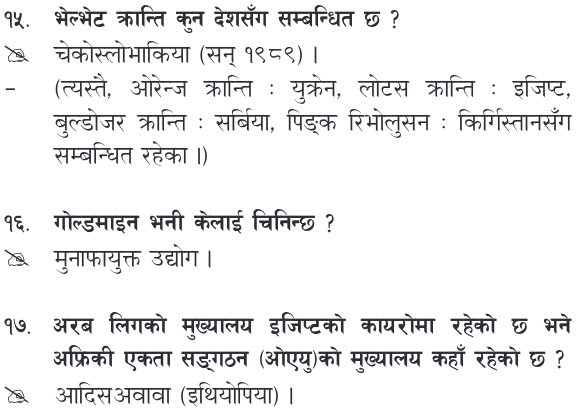 १५. भेल्भेट क्रान्ति कुन देशसँग सम्बन्धित छ ?
चेकोस्लोभाकिया (सन् १९८९) ।
– (त्यस्तै, ओरेन्ज क्रान्ति : युक्रेन, लोटस क्रान्ति : इजिप्ट,
बुल्डोजर क्रान्ति : सर्बिया, पिङ्क रिभोलुसन : किर्गिस्तानसँग
सम्बन्धित रहेका ।)
१६. गोल्डमाइन भनी केलाई चिनिन्छ ?
मुनाफायुक्त उद्योग ।
१७. अरब लिगको मुख्यालय इजिप्टको कायरोमा रहेको छ भने
अफ्रिकी एकता सङ्गठन (ओएयु)को मुख्यालय कहाँ रहेको छ ?
आदिसअवावा (इथियोपिया) ।